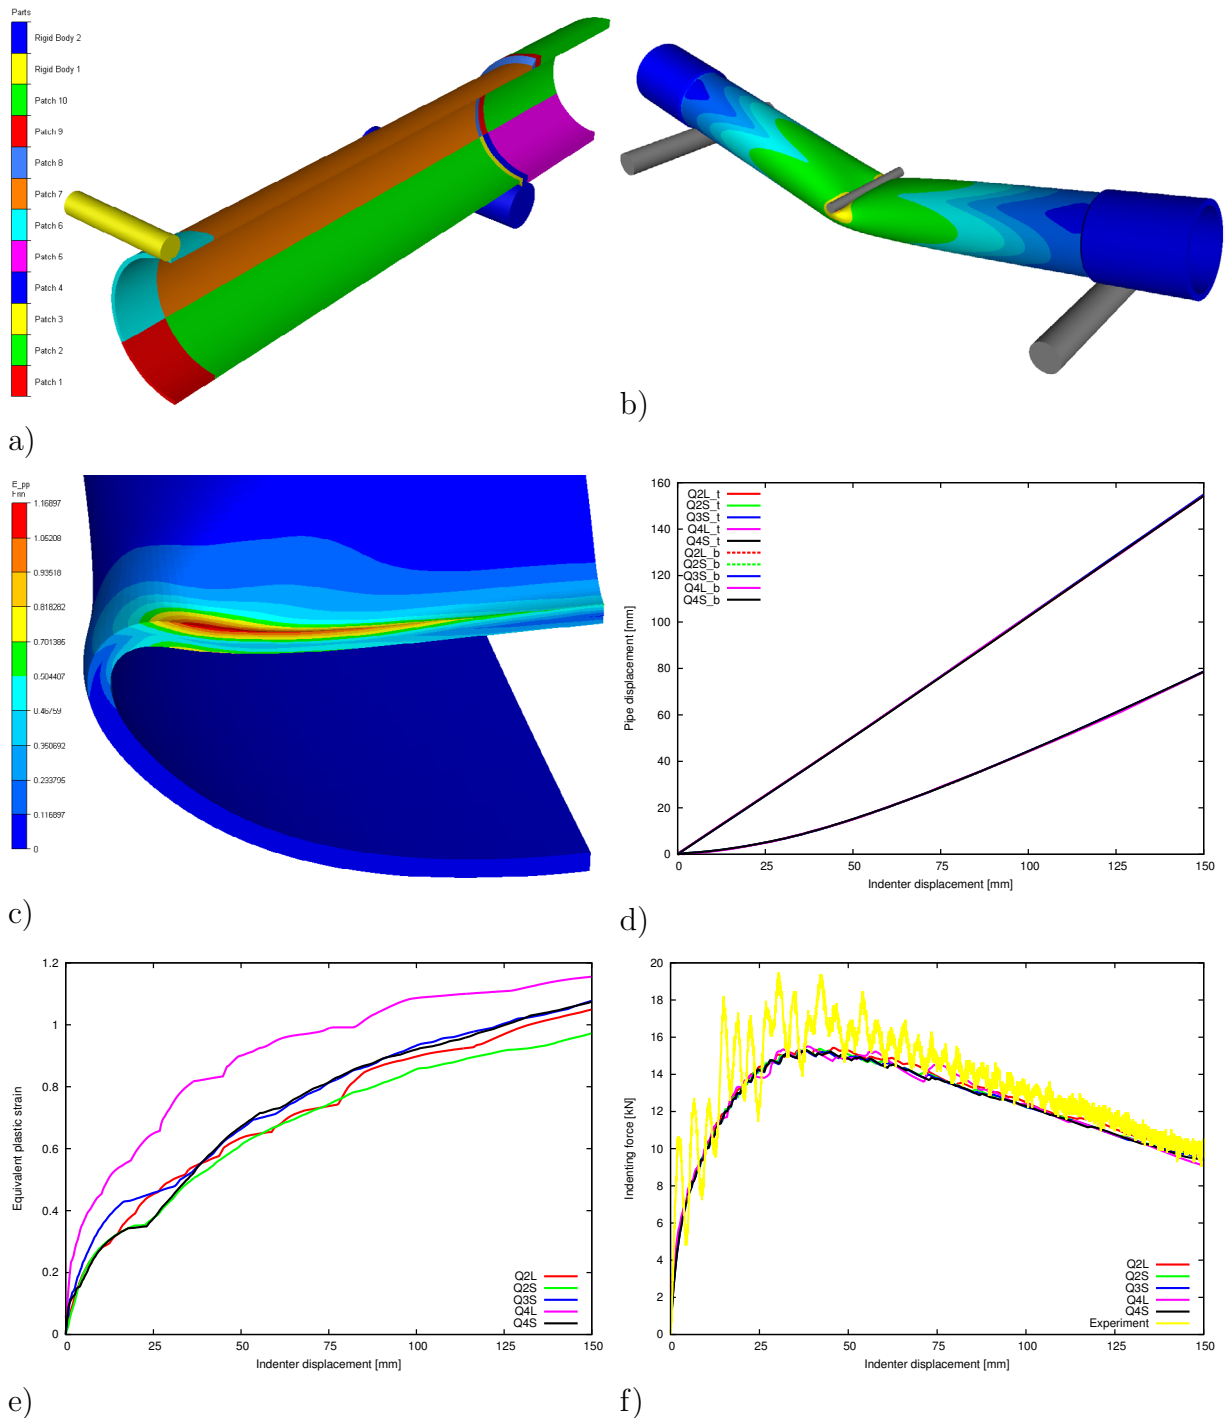 Parts
Rigid Body 2
Rigid Body 1
Patch 10
Patch 9
Patch 8
Patch 7
Patch 6
Patch 5
Patch 4
Patch 3
Patch 2
Patch 1
a)
b)
E_pp
1.16897
1.05208
0.93518
0.818282
0.701385
0.504407
0.46759
0.350692
0.233795
0.116897
0
c)
160
140
120
100
80
60
40
20
0
0 25 50 75 100 125 150
Pipe displacement [mm]
Indenter displacement [mm]
Q2L_t
Q2S_t
Q3S_t
Q4L_t
Q4S_t
Q2L_b
Q2S_b
Q3S_b
Q4L_b
Q4S_b
d)
1.2
1
0.8
0.6
0.4
0.2
0
0 25 50 75 100 125 150
Equivalent plastic strain
Indenter displacement [mm]
Q2L
Q2S
Q3S
Q4L
Q4S
e)
20
18
16
14
12
10
8
6
4
2
0
0 25 50 75 100 125 150
Indenting force [kN]
Indenter displacement [mm]
Q2L
Q2S
Q3S
Q4L
Q4S
Experiment
f)